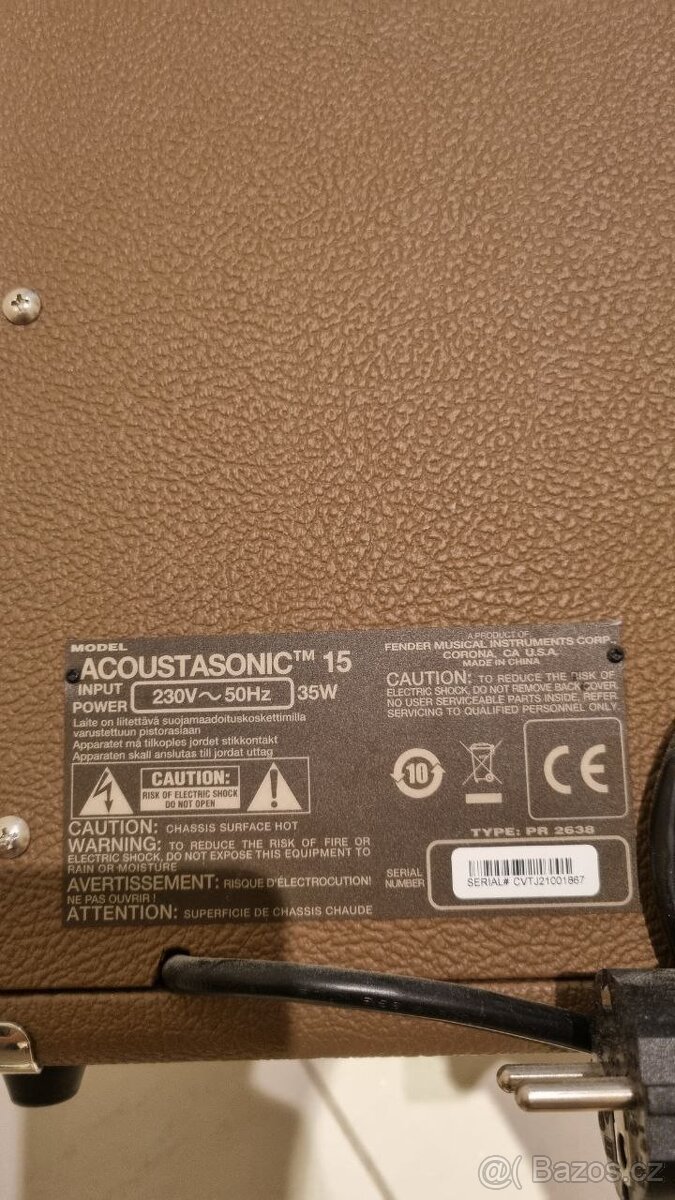 MODEL
ACOUSTASONIC™ 15
INPUT POWER 230V～50Hz 35W
Laite on liitettävä suojamaadoituskoskettimilla
varustettuun pistorasiaan
Apparatet må tilkoples jordet stikkontakt
Apparaten skall anslutas till jordat uttag
CAUTION:
RISK OF ELECTRIC SHOCK
DO NOT OPEN
CAUTION: CHASSIS SURFACE HOT
WARNING: TO REDUCE THE RISK OF FIRE OR
ELECTRIC SHOCK, DO NOT EXPOSE THIS EQUIPMENT TO
RAIN OR MOISTURE
AVERTISSEMENT: RISQUE D'ÉLECTROCUTION!
NE PAS OUVRIR !
ATTENTION: SUPERFICIE DE CHASSIS CHAUDE
A PRODUCT OF
FENDER MUSICAL INSTRUMENTS CORP.,
CORONA, CA U.S.A.
MADE IN CHINA
CAUTION: TO REDUCE THE RISK OF
ELECTRIC SHOCK, DO NOT REMOVE BACK COVER
NO USER SERVICEABLE PARTS INSIDE, REFER
SERVICING TO QUALIFIED PERSONNEL ONLY
10
CE
TYPE: PR 2638
SERIAL
NUMBER
SERIAL# CVTJ21001867
@ Bazos.cz